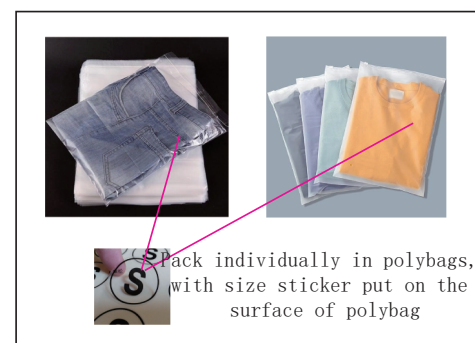 S
S
Pack individually in polybags,
with size sticker put on the
surface of polybag